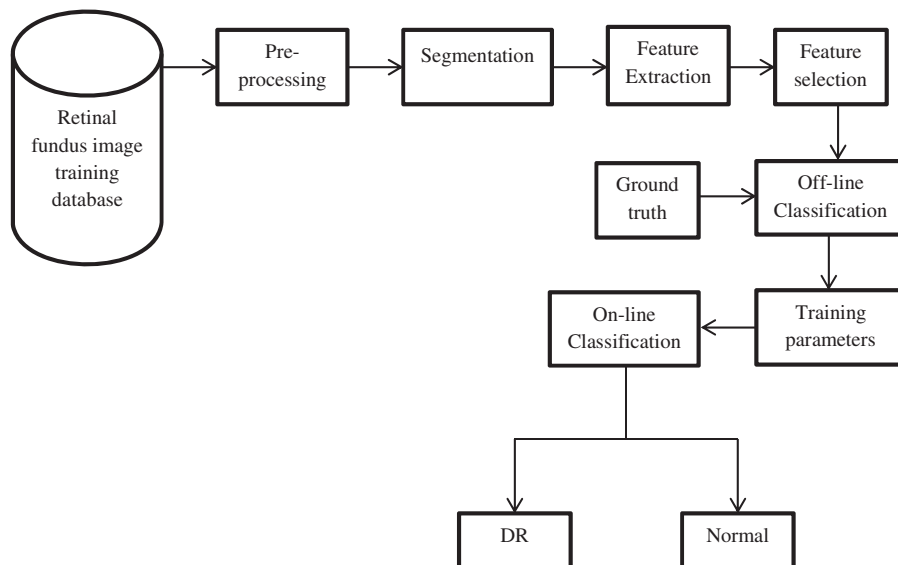 Retinal
fundus image
training
database
Pre-
processing
Segmentation
Feature
Extraction
Feature
selection
Ground
truth
Off-line
Classification
On-line
Classification
Training
parameters
DR
Normal